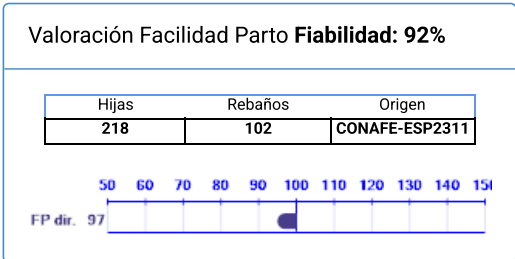 Valoración Facilidad Parto Fiabilidad: 92%
Hijas Rebaños Origen
218 102 CONAFE-ESP2311
50 60 70 80 90 100 110 120 130 140
FP dir. 97